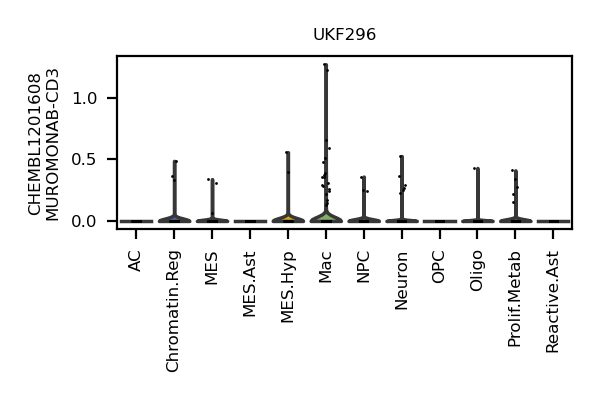 UKF296
CHEMBL1201608
MUROMONAB-CD3
1.0
0.5
0.0
AC
Chromatin.Reg
MES
MES.Ast
MES.Hyp
Mac
NPC
Neuron
OPC
Oligo
Prolif.Metab
Reactive.Ast